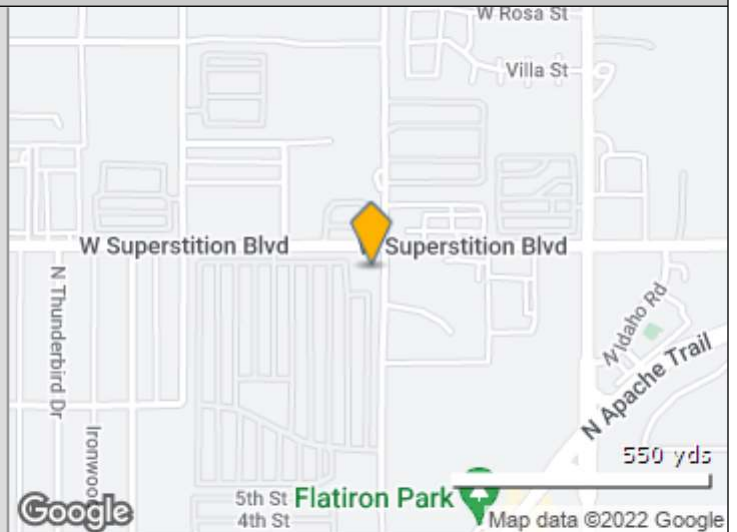 W Rosa St
Villa St
W Superstition Blvd
Superstition Blvd
N Thunderbird Dr
N Idaho Rd
N Apache Trail
Ironwoo
550 yds
5th St
Flatiron Park
4th St
Google
Map data ©2022 Google